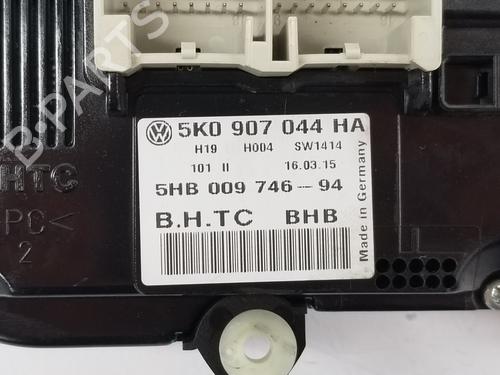 B-PARTS
VW 5K0 907 044 HA
H19 H004 SW1414
101 II 16.03.15
5HB 009 746-94
B.H.TC BHB
Made in Germany
HTC
PC<
2